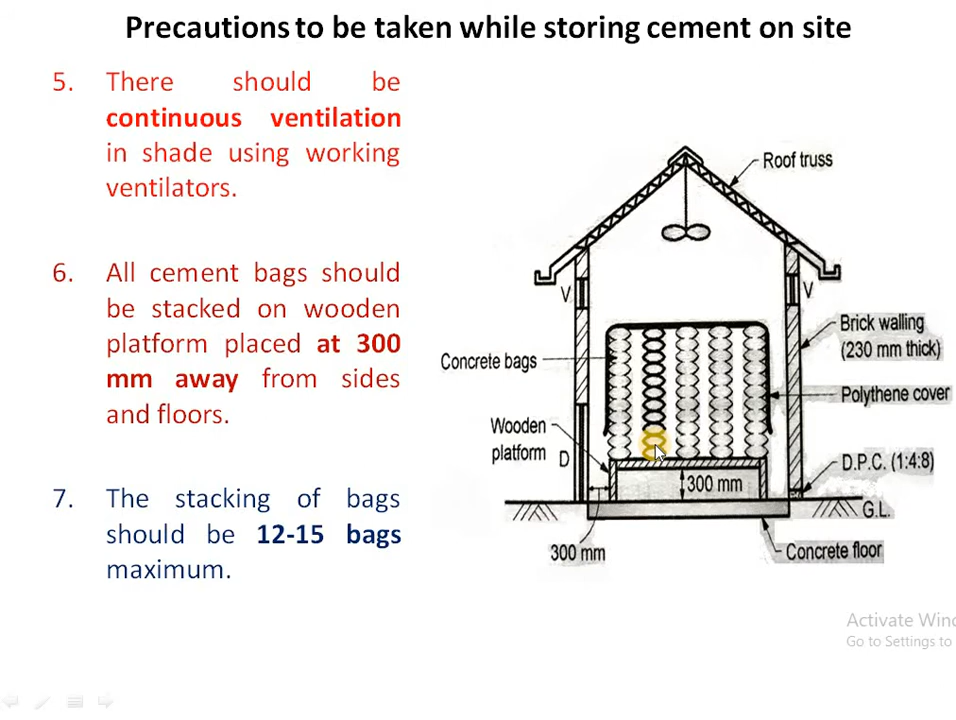 Precautions to be taken while storing cement on site
5. There should be
continuous ventilation
in shade using working
ventilators.
6. All cement bags should
be stacked on wooden
platform placed at 300
mm away from sides
and floors.
7. The stacking of bags
should be 12-15 bags
maximum.
Roof truss
V
V
Brick walling
(230 mm thick)
Concrete bags
Polythene cover
Wooden
platform
D
D.P.C. (1:4:8)
300 mm
G.L.
300 mm
Concrete floor
Activate Wind
Go to Settings to